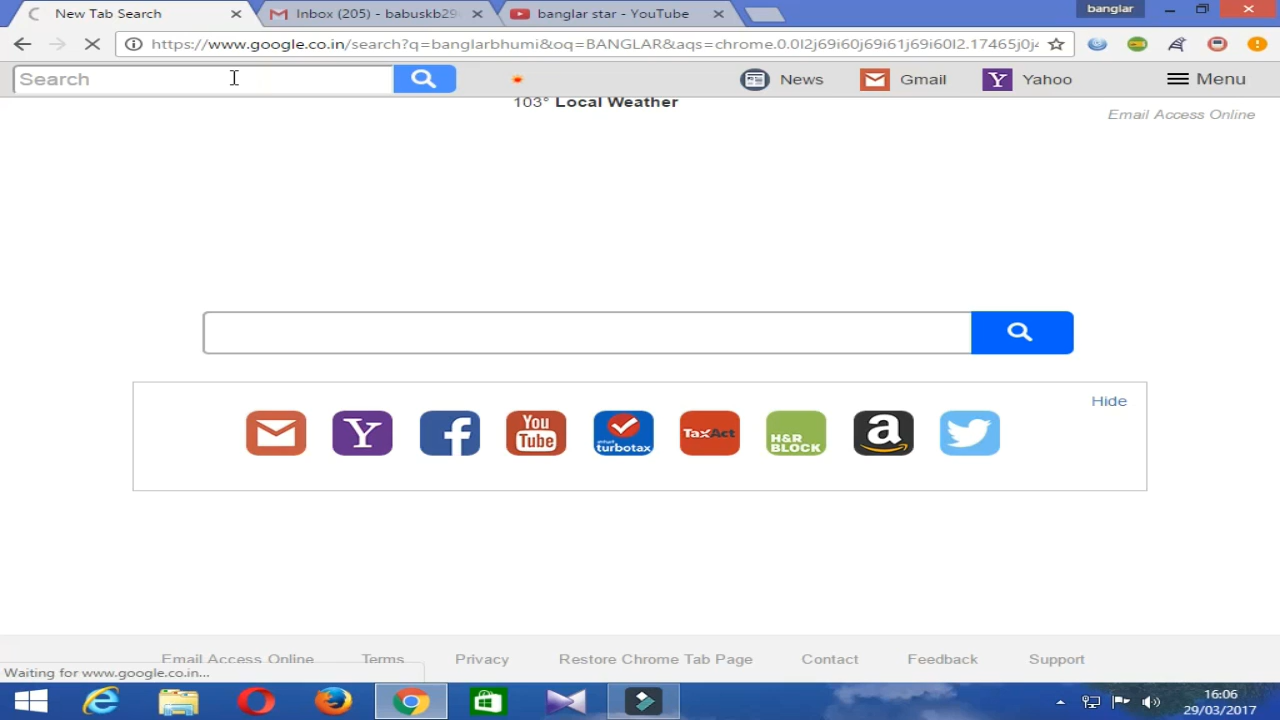 New Tab Search
Inbox (205) - babuskb29
banglar star - YouTube
banglar
https://www.google.co.in/search?q=banglarbhumi&oq=BANGLAR&aqs=chrome.0.0l2j69i60j69i61j69i60l2.17465j0j4
Search
News
Gmail
Y Yahoo
Menu
103° Local Weather
Email Access Online
Hide
Y
f
You Tube
intuit turbotax
TaxAct
H&R BLOCK
a
Email Access Online
Terms
Privacy
Restore Chrome Tab Page
Contact
Feedback
Support
Waiting for www.google.co.in...
16:06
29/03/2017